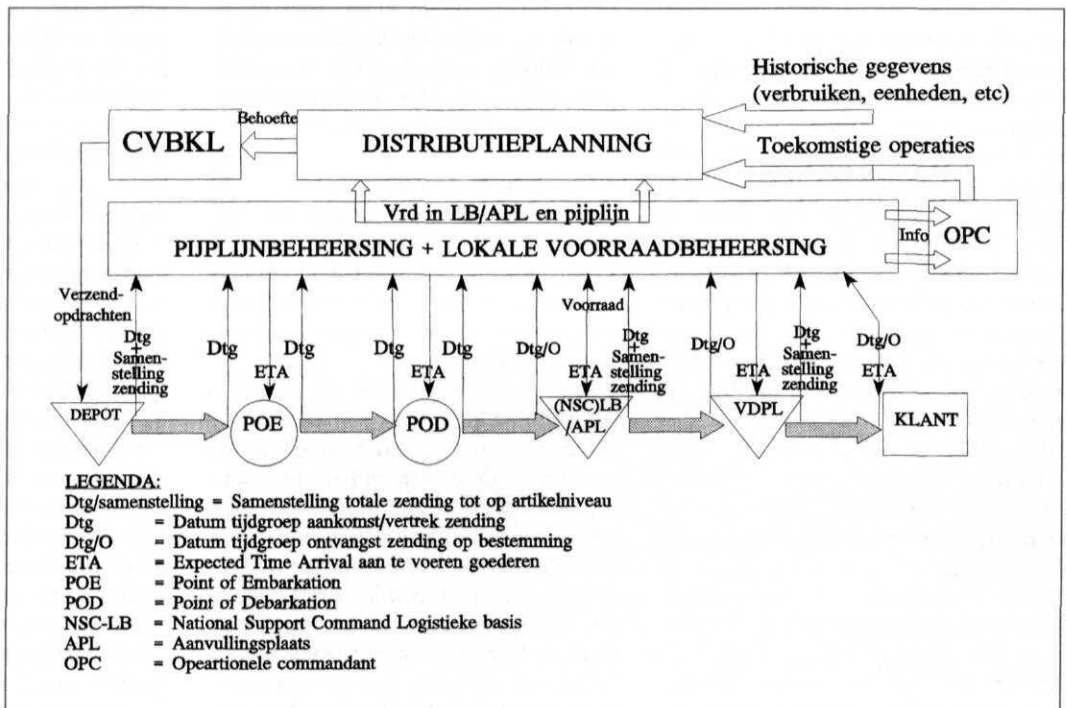 Historische gegevens
(verbruiken, eenheden, etc)
CVBKL
Behoefte
DISTRIBUTIEPLANNING
Toekomstige operaties
Vrd in LB/APL en pijplijn
PIJPLIJNBEHEERSING + LOKALE VOORRAADBEHEERSING
Info
OPC
Verzend-
opdrachten
Dtg
+
Samen-
stelling
zending
Dtg
ETA
Dtg
Dtg
ETA
Dtg
Dtg/O
Voorraad
ETA
Dtg
+
Samen-
stelling
zending
Dtg/O
ETA
Dtg
+
Samen-
stelling
zending
Dtg/O
ETA
DEPOT
POE
POD
(NSC)LB
/APL
VDPL
KLANT
LEGENDA:
Dtg/samenstelling = Samenstelling totale zending tot op artikelniveau
Dtg = Datum tijdgroep aankomst/vertrek zending
Dtg/O = Datum tijdgroep ontvangst zending op bestemming
ETA = Expected Time Arrival aan te voeren goederen
POE = Point of Embarkation
POD = Point of Debarkation
NSC-LB = National Support Command Logistieke basis
APL = Aanvullingsplaats
OPC = Opeartionele commandant